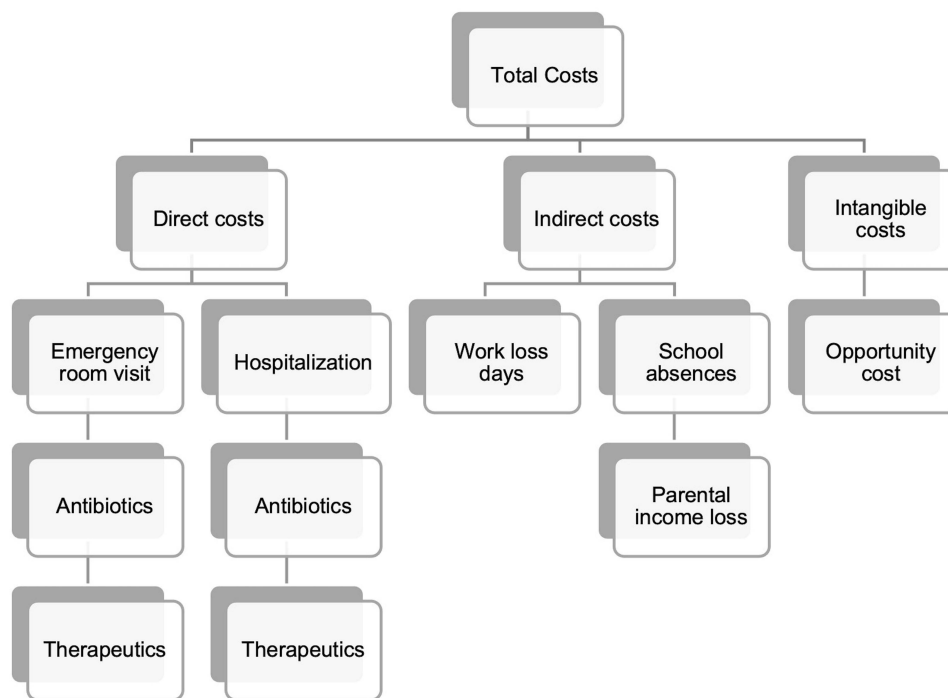 Total Costs
Direct costs
Indirect costs
Intangible
costs
Emergency
room visit
Hospitalization
Work loss
days
School
absences
Opportunity
cost
Antibiotics
Antibiotics
Parental
income loss
Therapeutics
Therapeutics